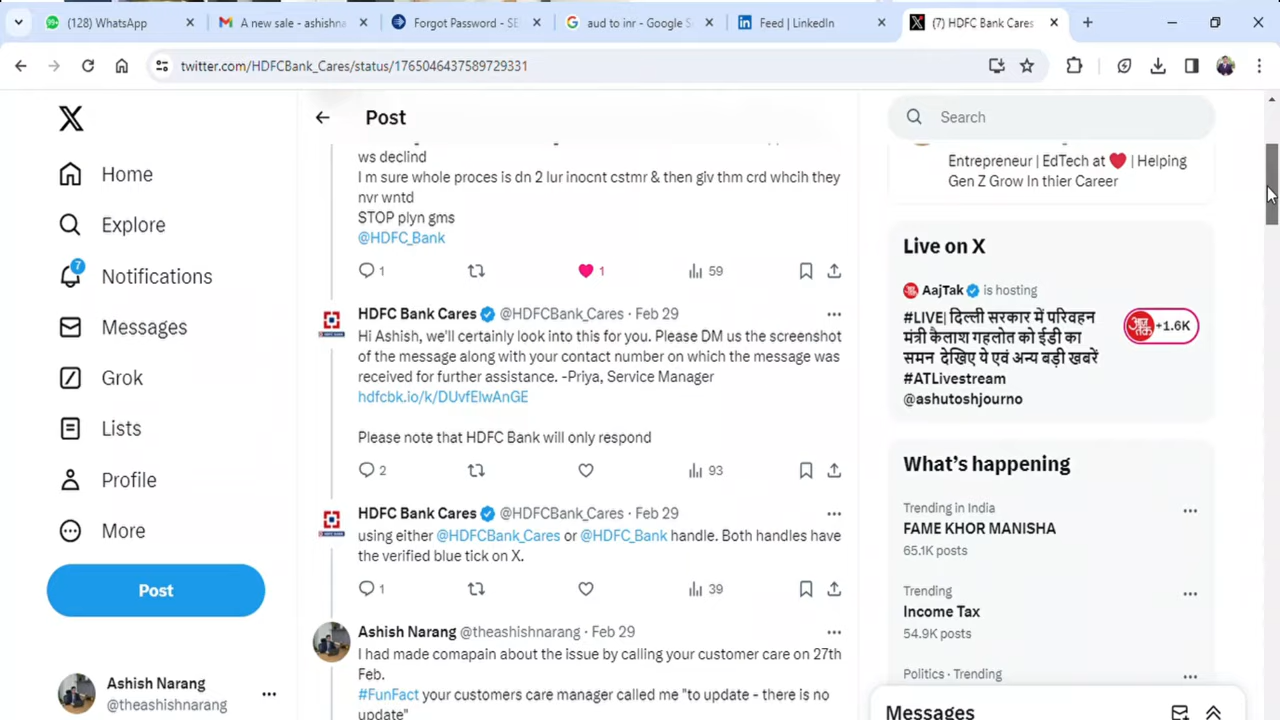 (128) WhatsApp
A new sale - ashishna
Forgot Password - SE
aud to inr - Google S
Feed | LinkedIn
(7) HDFC Bank Cares
twitter.com/HDFCBank_Cares/status/1765046437589729331
Home
Explore
7
Notifications
Messages
Grok
Lists
Profile
More
Post
Ashish Narang
@theashishnarang
Post
ws declind
I m sure whole proces is dn 2 lur inocnt cstmr & then giv thm crd whcih they
nvr wntd
STOP plyn gms
@HDFC_Bank
1 1 59
HDFC Bank Cares @HDFCBank_Cares · Feb 29
Hi Ashish, we'll certainly look into this for you. Please DM us the screenshot
of the message along with your contact number on which the message was
received for further assistance. -Priya, Service Manager
hdfcbk.io/k/DUvfElwAnGE
Please note that HDFC Bank will only respond
2 93
HDFC Bank Cares @HDFCBank_Cares · Feb 29
using either @HDFCBank_Cares or @HDFC_Bank handle. Both handles have
the verified blue tick on X.
1 39
Ashish Narang @theashishnarang · Feb 29
I had made comapain about the issue by calling your customer care on 27th
Feb.
#FunFact your customers care manager called me "to update - there is no
update"
Search
Entrepreneur | EdTech at ❤️ | Helping
Gen Z Grow In thier Career
Live on X
AajTak is hosting
#LIVE| दिल्ली सरकार में परिवहन
मंत्री कैलाश गहलोत को ईडी का
समन देखिए ये एवं अन्य बड़ी खबरें
#ATLivestream
@ashutoshjourno
+1.6K
What's happening
Trending in India
FAME KHOR MANISHA
65.1K posts
Trending
Income Tax
54.9K posts
Politics · Trending
Messages